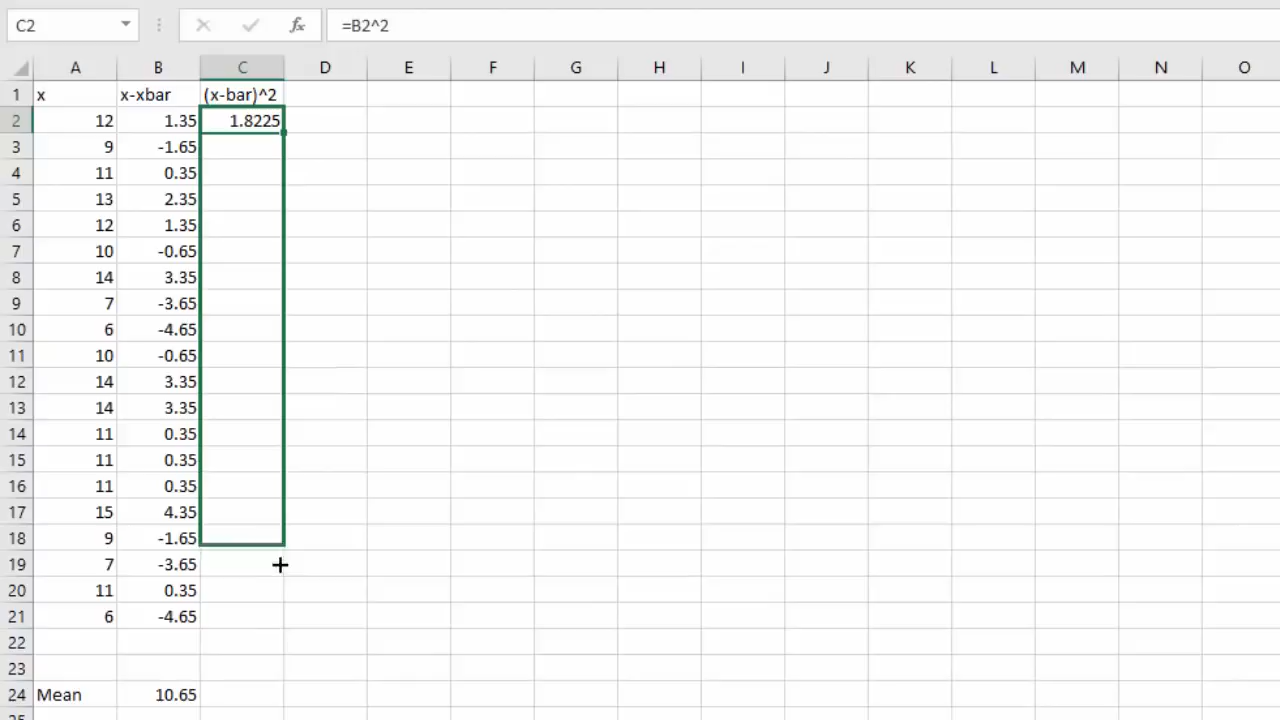 C2 fx =B2^2
A B C D E F G H I J K L M N O
1 x x-xbar (x-bar)^2
2 12 1.35 1.8225
3 9 -1.65
4 11 0.35
5 13 2.35
6 12 1.35
7 10 -0.65
8 14 3.35
9 7 -3.65
10 6 -4.65
11 10 -0.65
12 14 3.35
13 14 3.35
14 11 0.35
15 11 0.35
16 11 0.35
17 15 4.35
18 9 -1.65
19 7 -3.65
20 11 0.35
21 6 -4.65
22
23
24 Mean 10.65